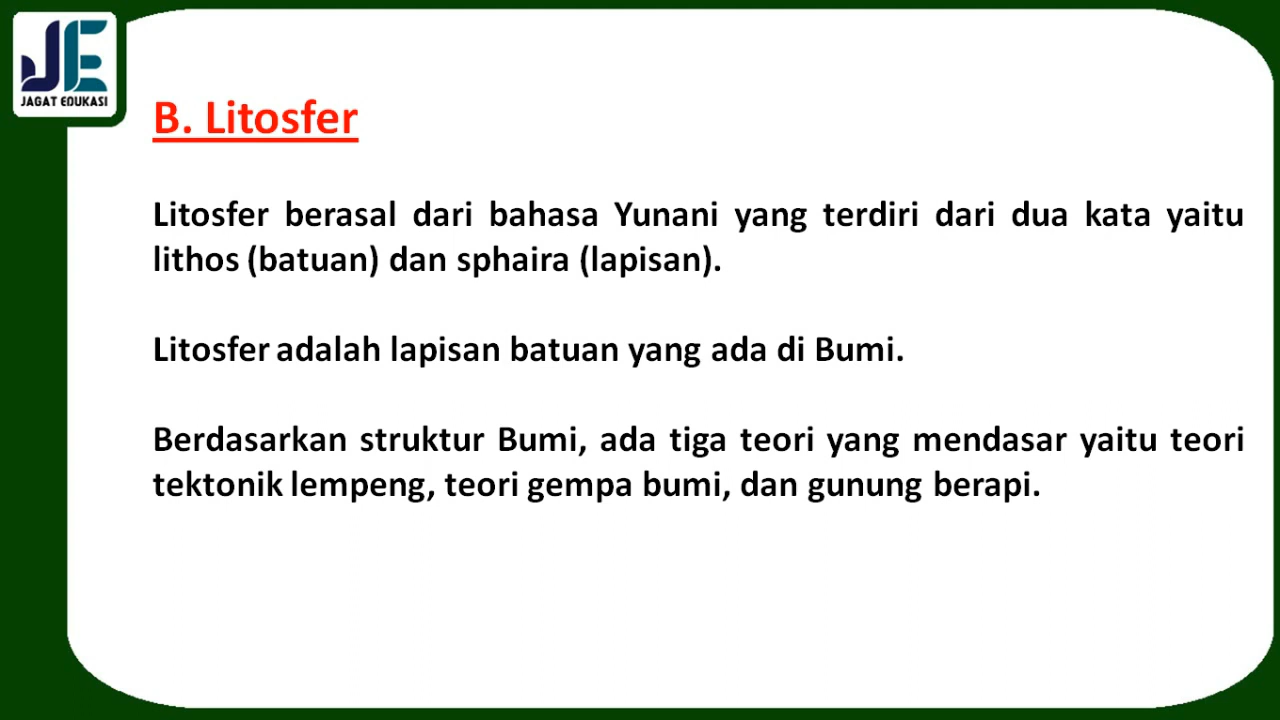 JE
JAGAT EDUKASI
B. Litosfer
Litosfer berasal dari bahasa Yunani yang terdiri dari dua kata yaitu
lithos (batuan) dan sphaira (lapisan).
Litosfer adalah lapisan batuan yang ada di Bumi.
Berdasarkan struktur Bumi, ada tiga teori yang mendasar yaitu teori
tektonik lempeng, teori gempa bumi, dan gunung berapi.